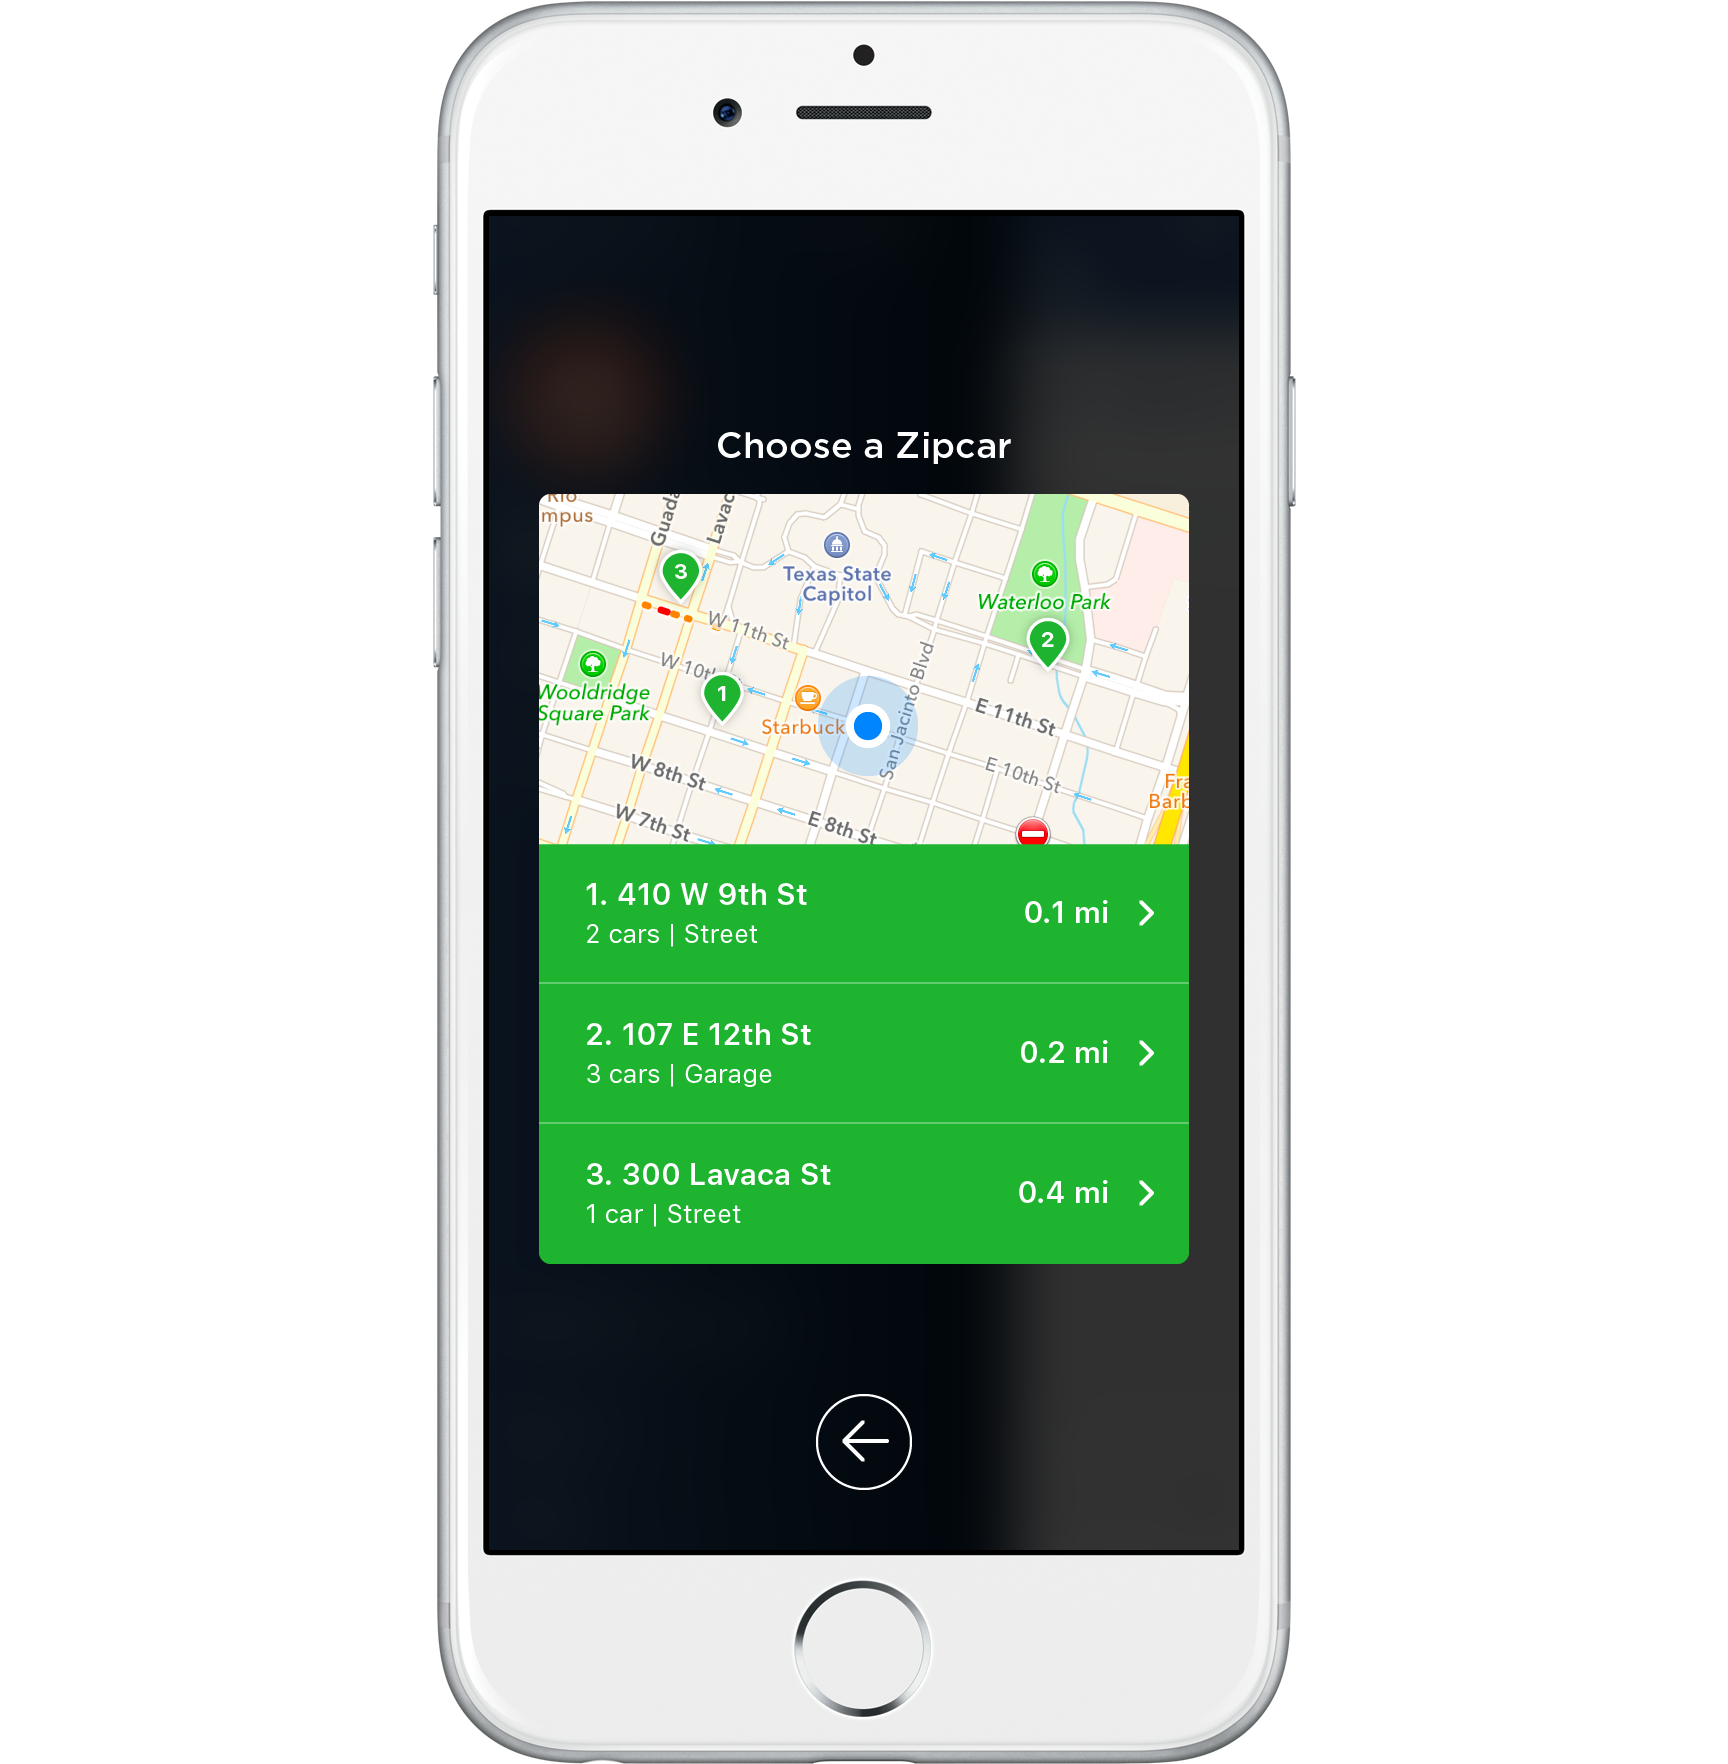 Choose a Zipcar
Rio
mpus
Guada
Lavac
3
Texas State
Capitol
Waterloo Park
2
W 11th St
W 10th
Wooldridge
Square Park
1
Starbuck
San Jacinto Blvd
E 11th St
E 10th St
W 8th St
Fra
Barb
W 7th St
E 8th St
1. 410 W 9th St
0.1 mi
2 cars | Street
2. 107 E 12th St
0.2 mi
3 cars | Garage
3. 300 Lavaca St
0.4 mi
1 car | Street